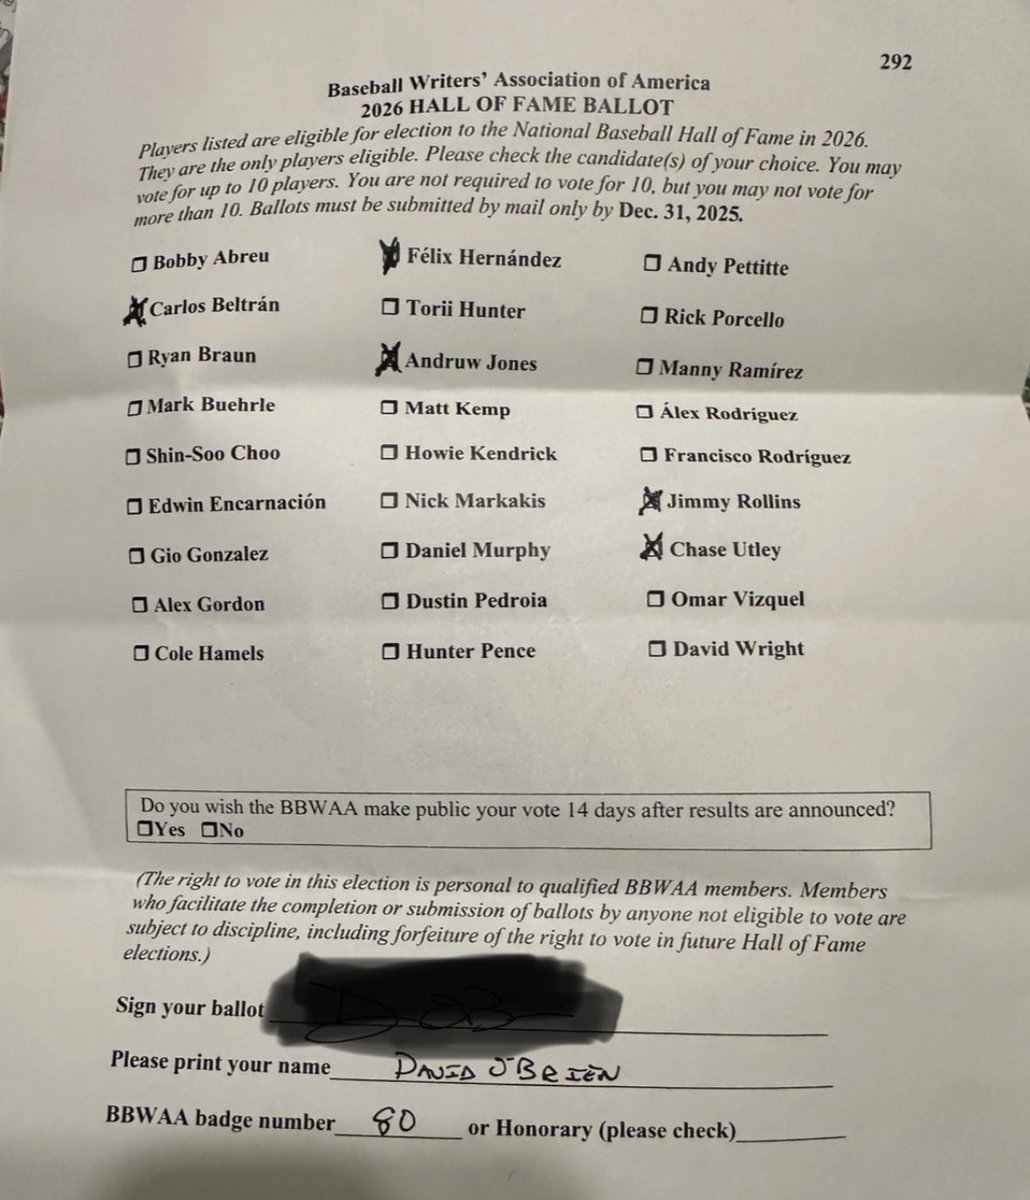 292
Baseball Writers' Association of America
2026 HALL OF FAME BALLOT
Players listed are eligible for election to the National Baseball Hall of Fame in 2026.
They are the only players eligible. Please check the candidate(s) of your choice. You may
vote for up to 10 players. You are not required to vote for 10, but you may not vote for
more than 10. Ballots must be submitted by mail only by Dec. 31, 2025.
Bobby Abreu
Carlos Beltrán
Ryan Braun
Mark Buehrle
Shin-Soo Choo
Edwin Encarnación
Gio Gonzalez
Alex Gordon
Cole Hamels
Félix Hernández
Torii Hunter
Andruw Jones
Matt Kemp
Howie Kendrick
Nick Markakis
Daniel Murphy
Dustin Pedroia
Hunter Pence
Andy Pettitte
Rick Porcello
Manny Ramírez
Álex Rodríguez
Francisco Rodríguez
Jimmy Rollins
Chase Utley
Omar Vizquel
David Wright
Do you wish the BBWAA make public your vote 14 days after results are announced?
Yes No
(The right to vote in this election is personal to qualified BBWAA members. Members
who facilitate the completion or submission of ballots by anyone not eligible to vote are
subject to discipline, including forfeiture of the right to vote in future Hall of Fame
elections.)
Sign your ballot
Please print your name DAVID O'BRIEN
BBWAA badge number 80 or Honorary (please check)